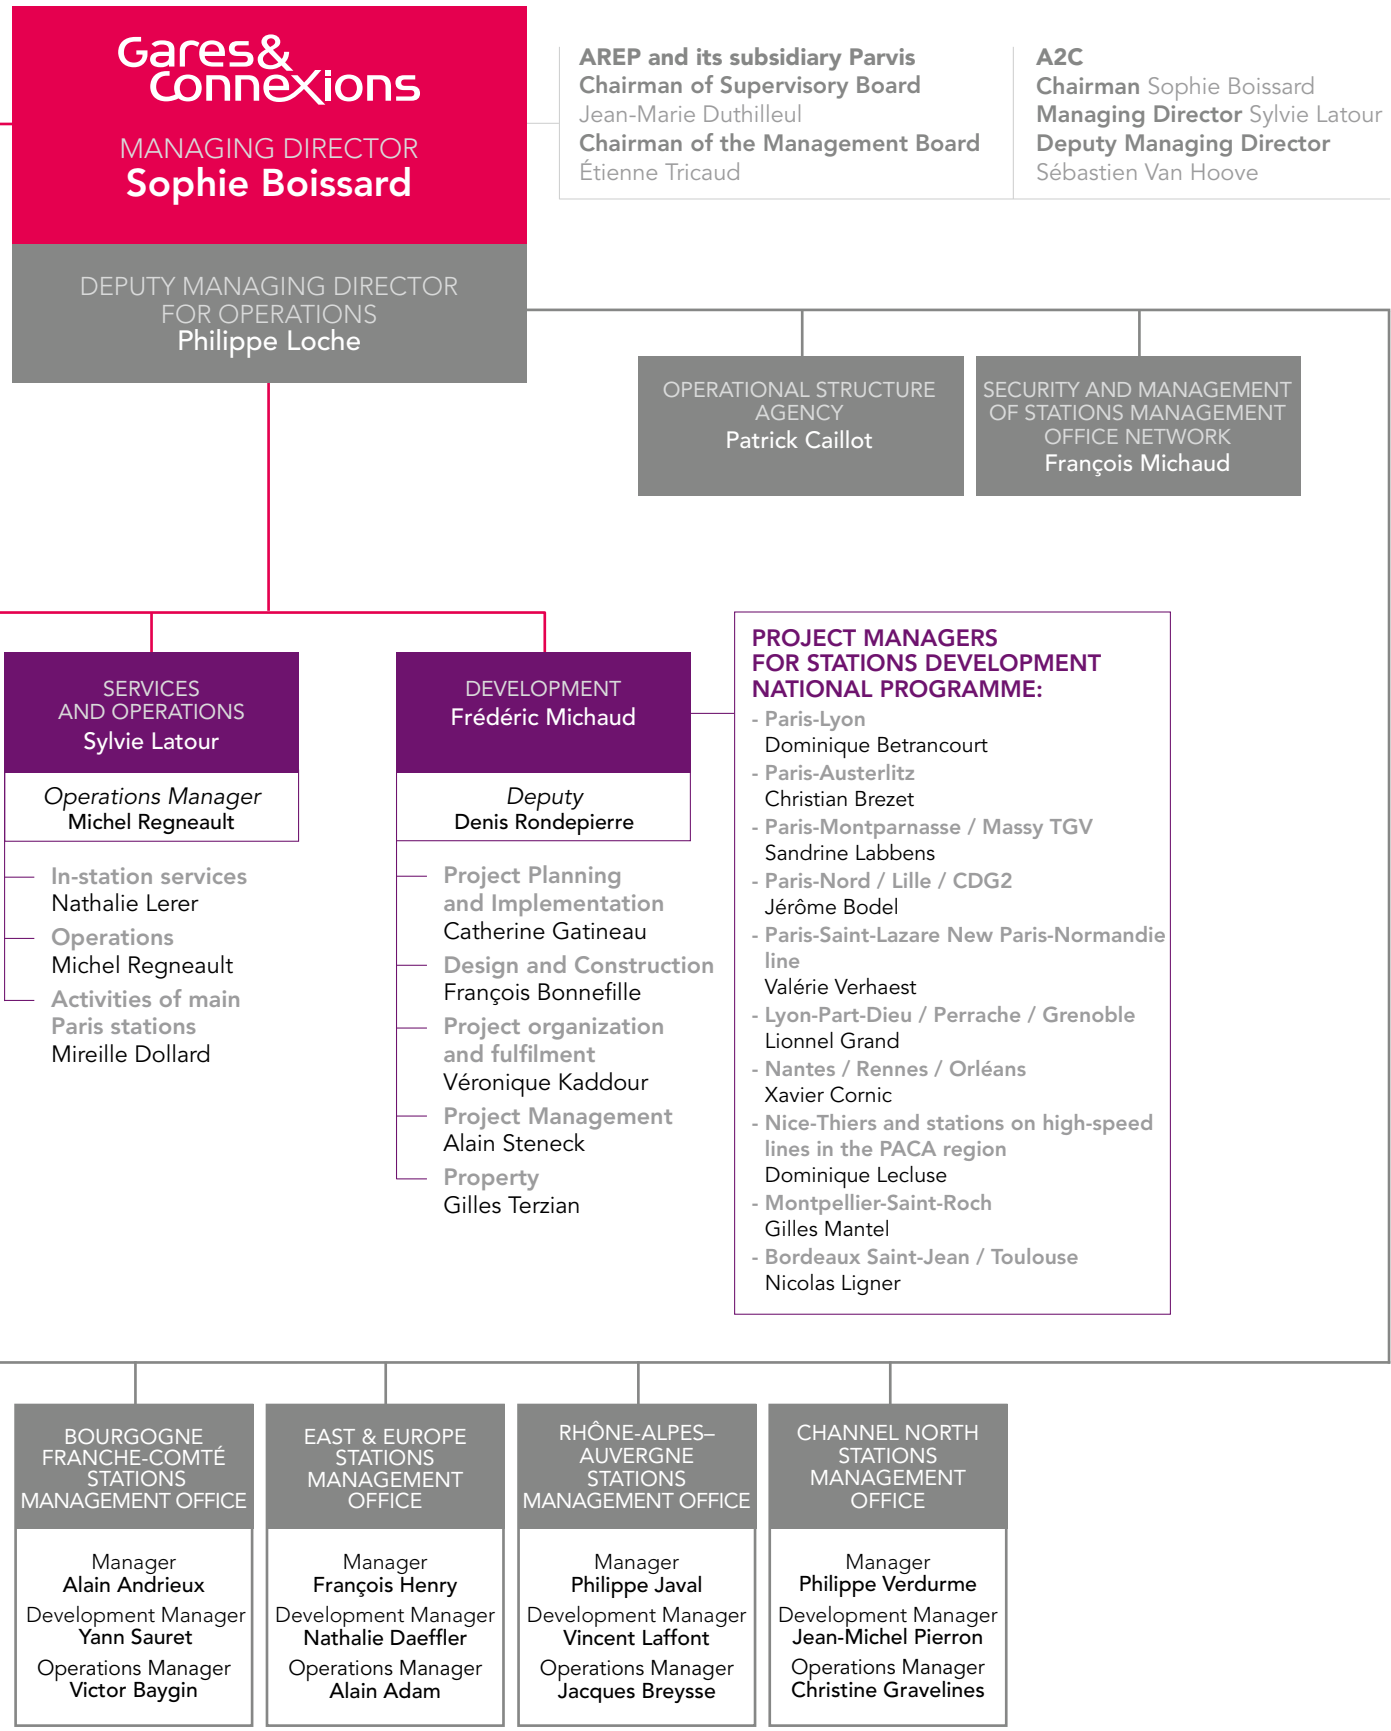 Gares&
ConneXions
MANAGING DIRECTOR
Sophie Boissard
AREP and its subsidiary Parvis
Chairman of Supervisory Board
Jean-Marie Duthilleul
Chairman of the Management Board
Étienne Tricaud
A2C
Chairman Sophie Boissard
Managing Director Sylvie Latour
Deputy Managing Director
Sébastien Van Hoove
DEPUTY MANAGING DIRECTOR
FOR OPERATIONS
Philippe Loche
OPERATIONAL STRUCTURE
AGENCY
Patrick Caillot
SECURITY AND MANAGEMENT
OF STATIONS MANAGEMENT
OFFICE NETWORK
François Michaud
SERVICES
AND OPERATIONS
Sylvie Latour
Operations Manager
Michel Regneault
In-station services
Nathalie Lerer
Operations
Michel Regneault
Activities of main
Paris stations
Mireille Dollard
DEVELOPMENT
Frédéric Michaud
Deputy
Denis Rondepierre
Project Planning
and Implementation
Catherine Gatineau
Design and Construction
François Bonnefille
Project organization
and fulfilment
Véronique Kaddour
Project Management
Alain Steneck
Property
Gilles Terzian
PROJECT MANAGERS
FOR STATIONS DEVELOPMENT
NATIONAL PROGRAMME:
- Paris-Lyon
Dominique Betrancourt
- Paris-Austerlitz
Christian Brezet
- Paris-Montparnasse / Massy TGV
Sandrine Labbens
- Paris-Nord / Lille / CDG2
Jérôme Bodel
- Paris-Saint-Lazare New Paris-Normandie
line
Valérie Verhaest
- Lyon-Part-Dieu / Perrache / Grenoble
Lionnel Grand
- Nantes / Rennes / Orléans
Xavier Cornic
- Nice-Thiers and stations on high-speed
lines in the PACA region
Dominique Lecluse
- Montpellier-Saint-Roch
Gilles Mantel
- Bordeaux Saint-Jean / Toulouse
Nicolas Ligner
BOURGOGNE
FRANCHE-COMTÉ
STATIONS
MANAGEMENT OFFICE
Manager
Alain Andrieux
Development Manager
Yann Sauret
Operations Manager
Victor Baygin
EAST & EUROPE
STATIONS
MANAGEMENT
OFFICE
Manager
François Henry
Development Manager
Nathalie Daeffler
Operations Manager
Alain Adam
RHÔNE-ALPES–
AUVERGNE
STATIONS
MANAGEMENT OFFICE
Manager
Philippe Javal
Development Manager
Vincent Laffont
Operations Manager
Jacques Breysse
CHANNEL NORTH
STATIONS
MANAGEMENT
OFFICE
Manager
Philippe Verdurme
Development Manager
Jean-Michel Pierron
Operations Manager
Christine Gravelines